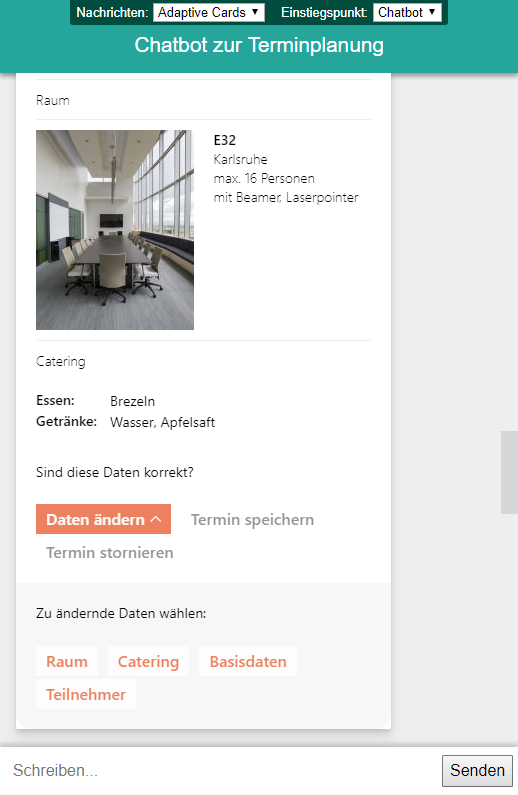 Nachrichten: Adaptive Cards Einstiegspunkt: Chatbot
Chatbot zur Terminplanung
Raum
E32
Karlsruhe
max. 16 Personen
mit Beamer, Laserpointer
Catering
Essen: Brezeln
Getränke: Wasser, Apfelsaft
Sind diese Daten korrekt?
Daten ändern Termin speichern
Termin stornieren
Zu ändernde Daten wählen:
Raum Catering Basisdaten
Teilnehmer
Schreiben... Senden